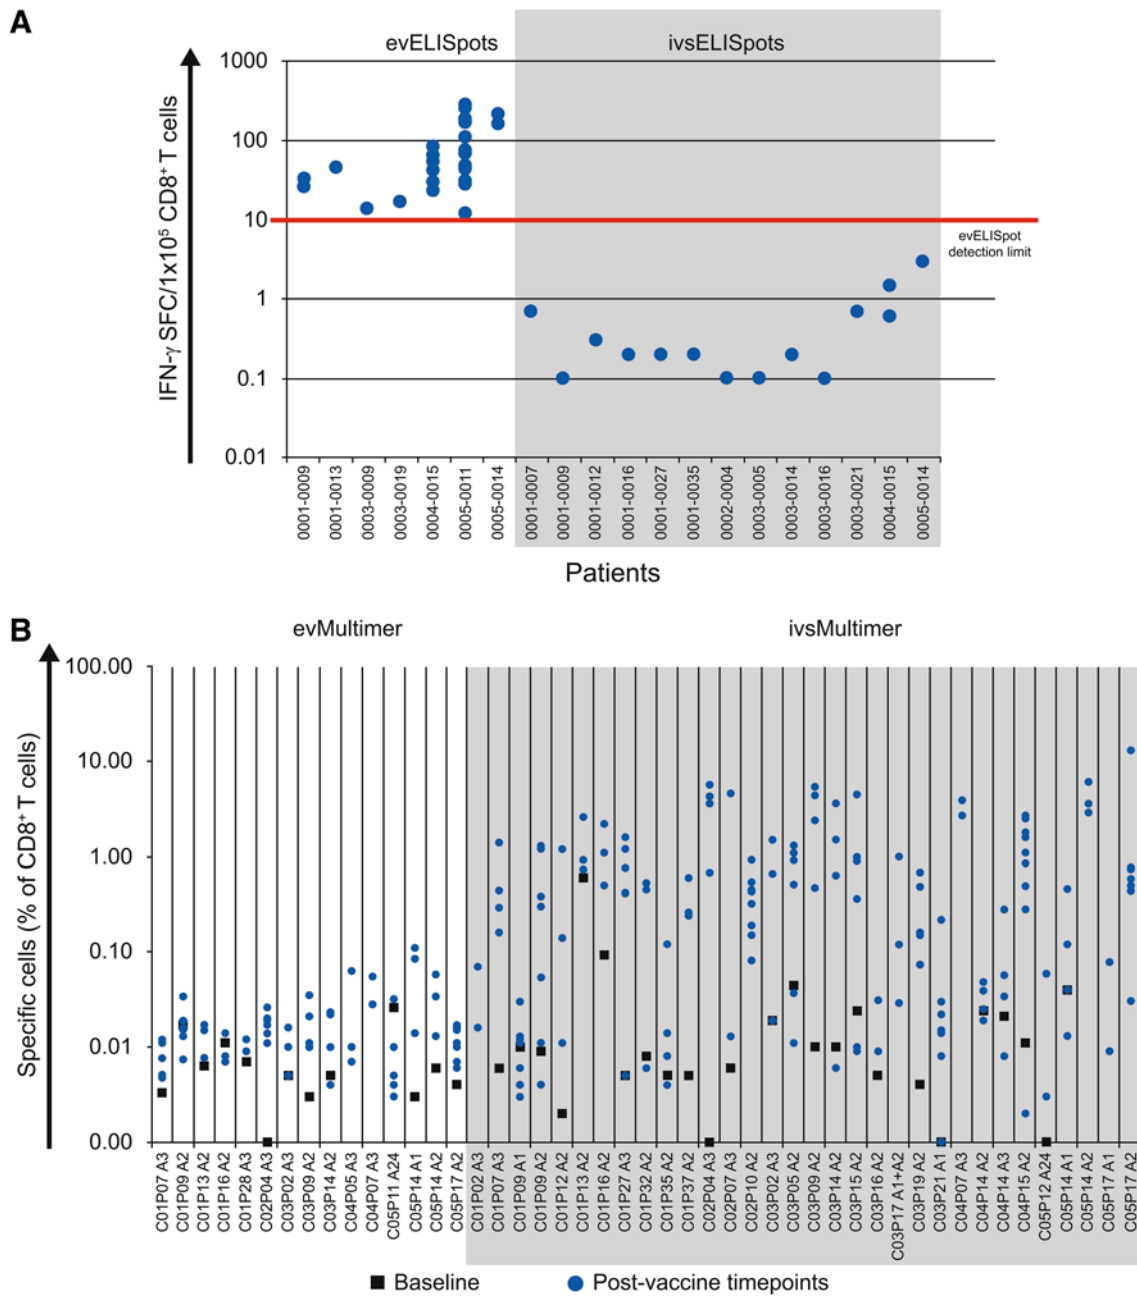 A
evELISpots
ivsELISpots
IFN-γ SFC/1x10⁵ CD8⁺ T cells
1000
100
10
1
0.1
0.01
evELISpot
detection limit
0001-0009
0001-0013
0003-0009
0003-0019
0004-0015
0005-0011
0005-0014
0001-0007
0001-0009
0001-0012
0001-0016
0001-0027
0001-0035
0002-0004
0003-0005
0003-0014
0003-0016
0003-0021
0004-0015
0005-0014
Patients
B
evMultimer
ivsMultimer
Specific cells (% of CD8⁺ T cells)
100.00
10.00
1.00
0.10
0.01
0.00
C01P07 A3
C01P09 A2
C01P13 A2
C01P16 A2
C01P28 A3
C02P04 A3
C03P02 A3
C03P09 A2
C03P14 A2
C04P05 A3
C04P07 A3
C05P11 A24
C05P14 A1
C05P14 A2
C05P17 A2
C01P02 A3
C01P07 A3
C01P09 A1
C01P09 A2
C01P12 A2
C01P13 A2
C01P16 A2
C01P27 A3
C01P32 A2
C01P35 A2
C01P37 A2
C02P04 A3
C02P07 A2
C02P10 A2
C03P02 A3
C03P05 A2
C03P09 A2
C03P14 A2
C03P15 A2
C03P16 A2
C03P17 A1+A2
C03P19 A2
C03P21 A1
C04P07 A3
C04P14 A2
C04P14 A3
C04P15 A2
C05P12 A24
C05P14 A1
C05P14 A2
C05P17 A1
C05P17 A2
Baseline
Post-vaccine timepoints